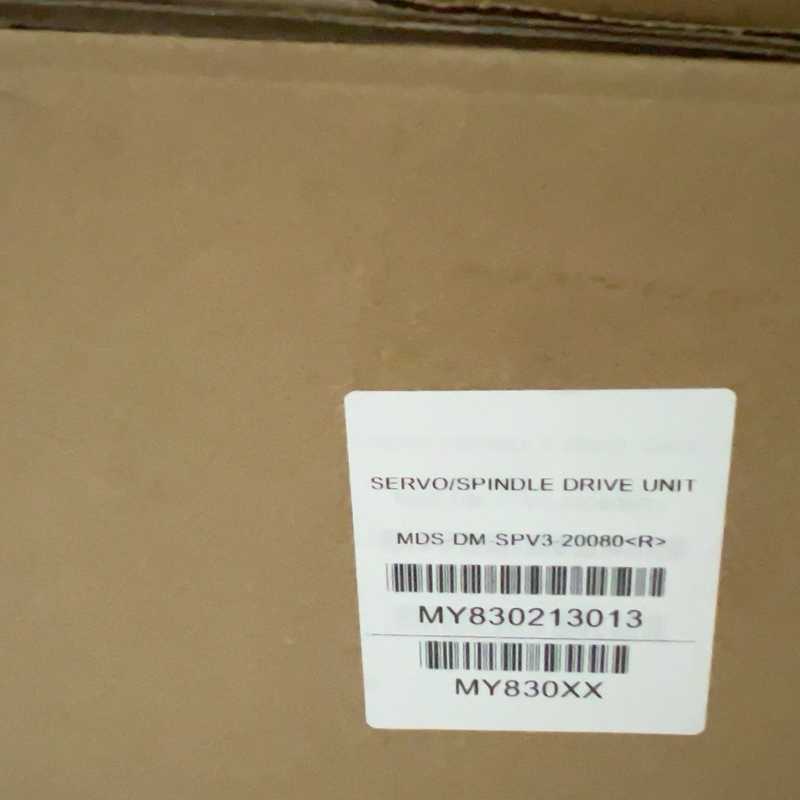 SERVO/SPINDLE DRIVE UNIT
MDS-DM-SPV3-20080<R>
MY830213013
MY830XX